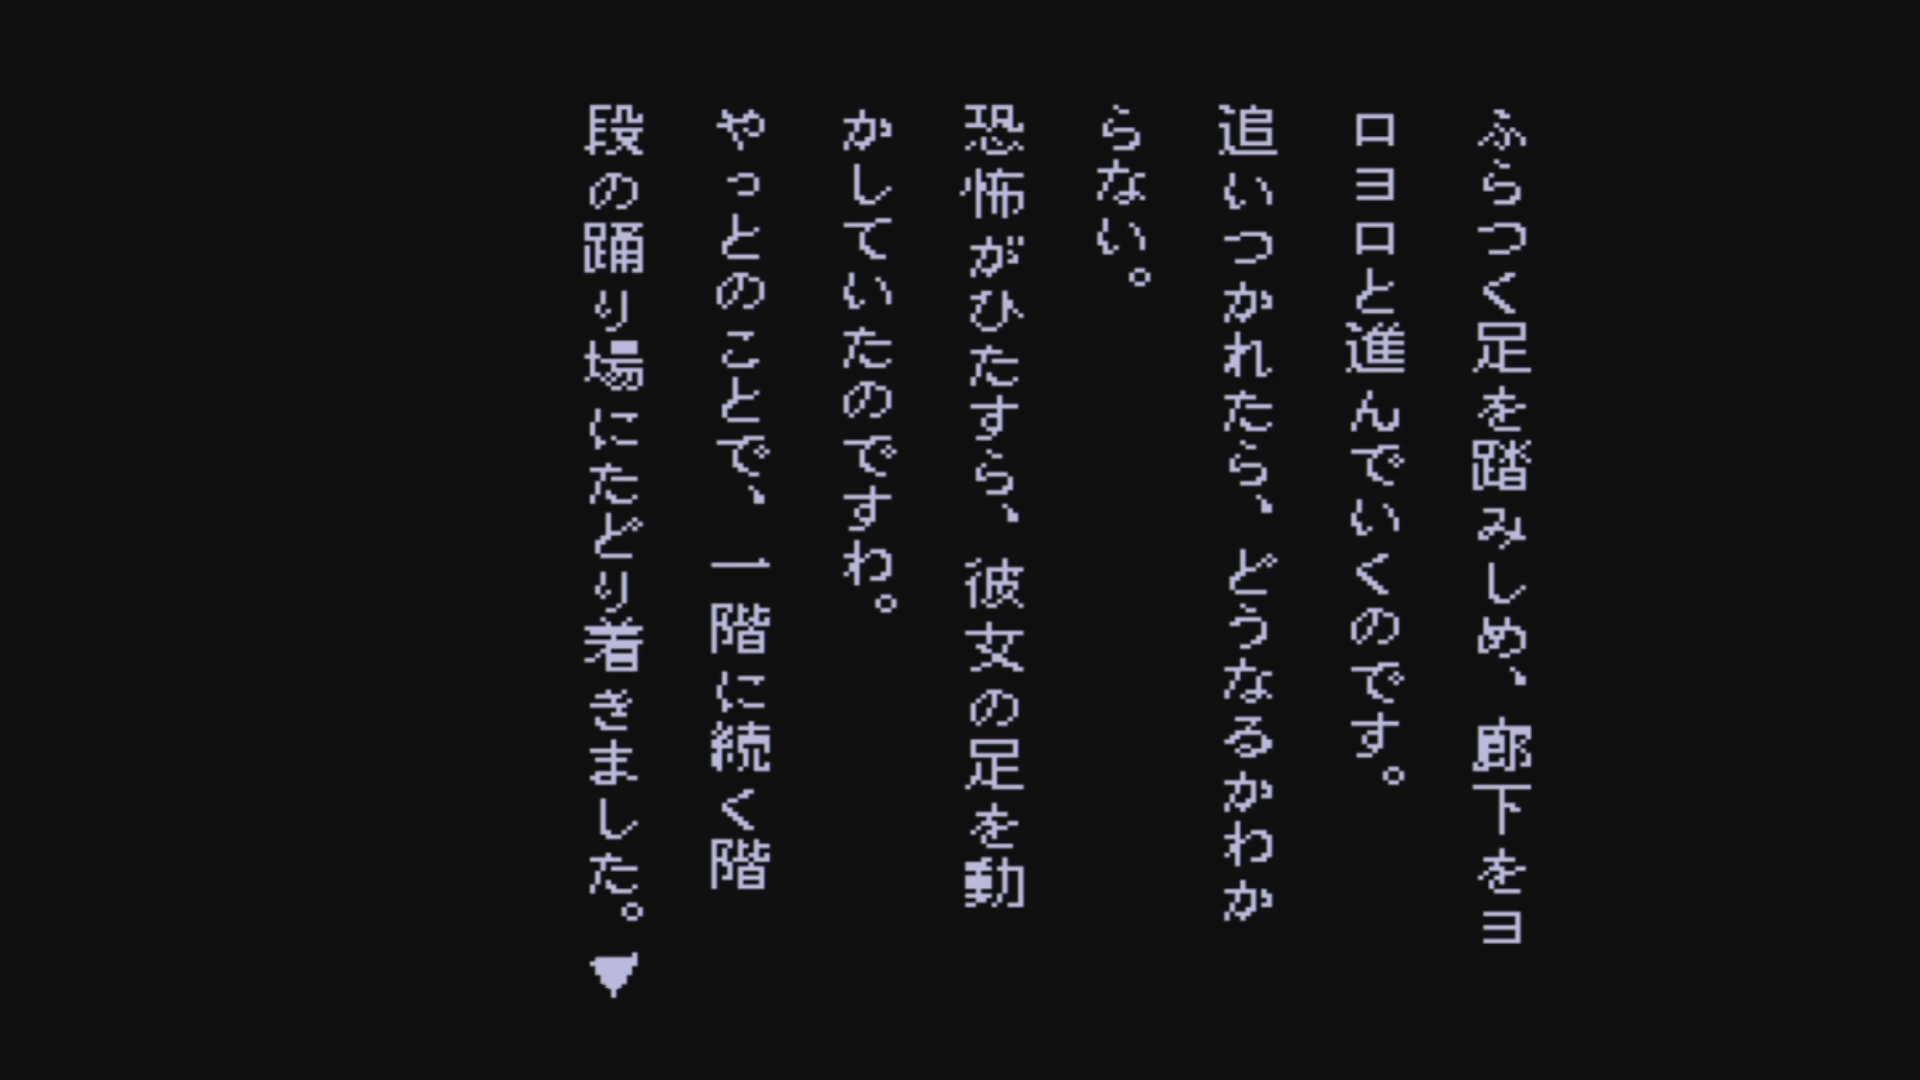 ふらつく足を踏みしめ、廊下をヨ
ロヨロと進んでいくのです。
追いつかれたら、どうなるかわか
らない。
恐怖がひたすら、彼女の足を動
かしていたのですわ。
やっとのことで、一階に続く階
段の踊り場にたどり着きました。▼